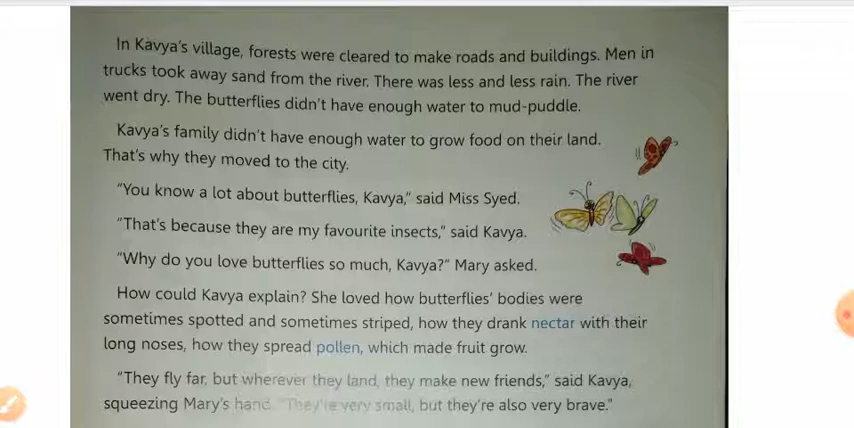 In Kavya's village, forests were cleared to make roads and buildings. Men in
trucks took away sand from the river. There was less and less rain. The river
went dry. The butterflies didn't have enough water to mud-puddle.
Kavya's family didn't have enough water to grow food on their land.
That's why they moved to the city.
"You know a lot about butterflies, Kavya," said Miss Syed.
"That's because they are my favourite insects," said Kavya.
"Why do you love butterflies so much, Kavya?" Mary asked.
How could Kavya explain? She loved how butterflies' bodies were
sometimes spotted and sometimes striped, how they drank nectar with their
long noses, how they spread pollen, which made fruit grow.
"They fly far, but wherever they land, they make new friends," said Kavya,
squeezing Mary's hand. "They're very small, but they're also very brave."